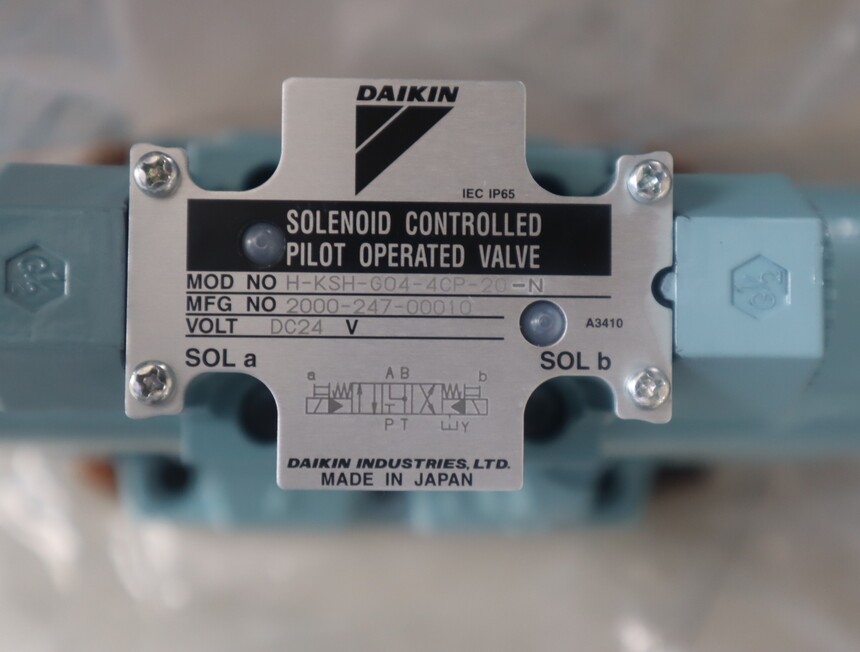 DAIKIN
IEC IP65
SOLENOID CONTROLLED
PILOT OPERATED VALVE
MOD NO H-KSH-G04-4CP-20-N
MFG NO 2000-247-00010
VOLT DC24 V
A3410
SOL a SOL b
a A B b
P T Y
DAIKIN INDUSTRIES, LTD.
MADE IN JAPAN